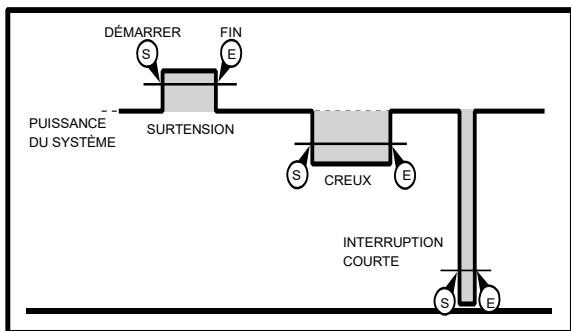 DÉMARRER FIN
S E
PUISSANCE
DU SYSTÈME
SURTENSION
S E
CREUX
INTERRUPTION
COURTE
S E